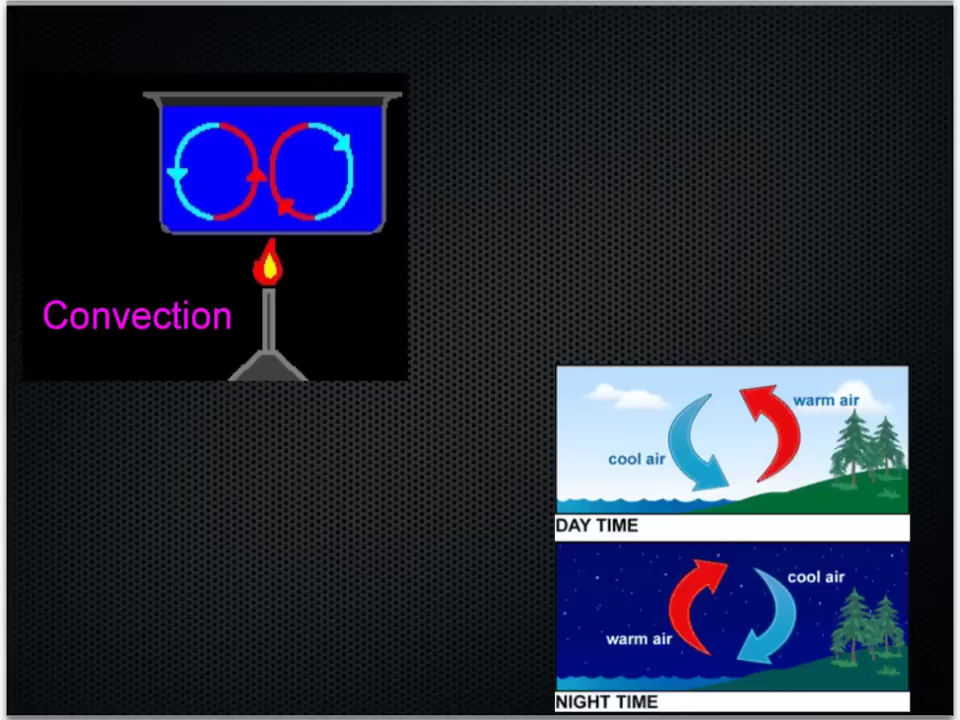 Convection
warm air
cool air
DAY TIME
cool air
warm air
NIGHT TIME